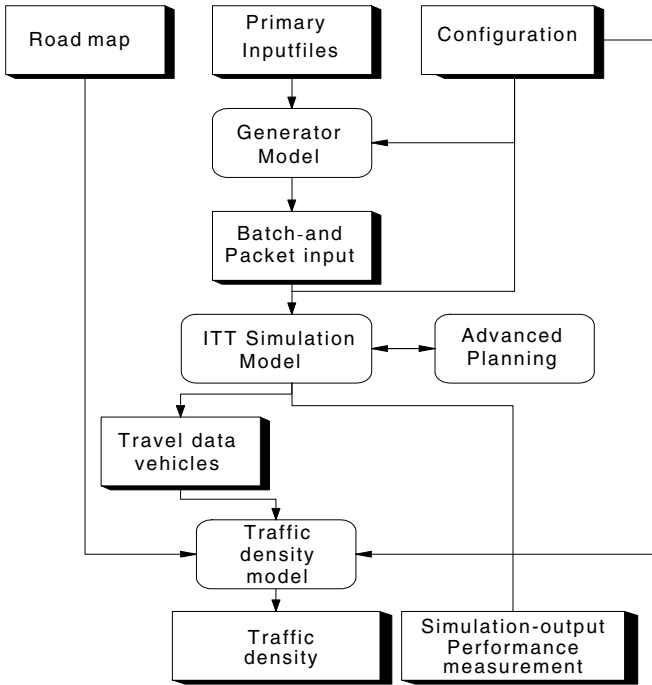 Road map
Primary
Inputfiles
Configuration
Generator
Model
Batch-and
Packet input
ITT Simulation
Model
Advanced
Planning
Travel data
vehicles
Traffic
density
model
Traffic
density
Simulation-output
Performance
measurement